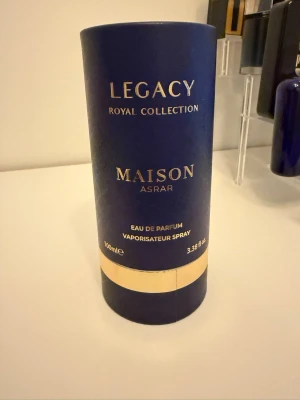 LEGACY
ROYAL COLLECTION
MAISON
ASRAR
EAU DE PARFUM
VAPORISATEUR SPRAY
100ml℮ 3.38 fl. oz.